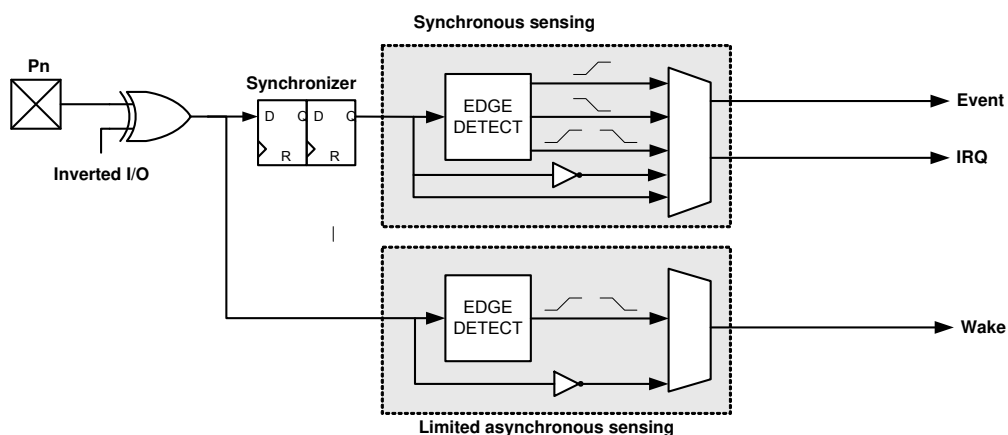 Synchronous sensing
Pn
Synchronizer
Inverted I/O
D Q D Q
R R
EDGE
DETECT
Event
IRQ
EDGE
DETECT
Wake
Limited asynchronous sensing